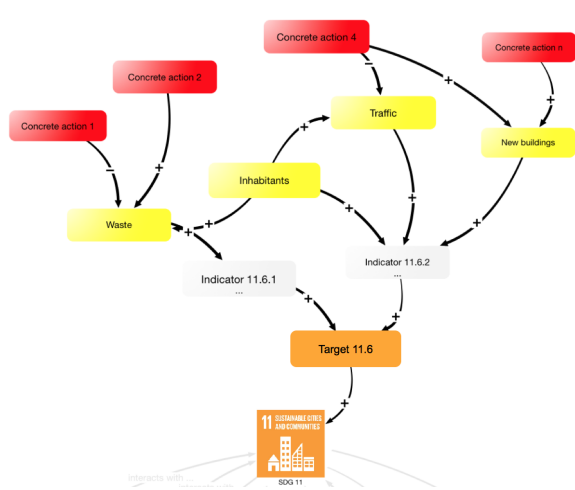 Concrete action 4
Concrete action n
Concrete action 2
Concrete action 1
Traffic
New buildings
Inhabitants
Waste
Indicator 11.6.1
...
Indicator 11.6.2
...
Target 11.6
11 SUSTAINABLE CITIES
AND COMMUNITIES
SDG 11
Interacts with ...
− + + − + + + + + + + + + + +